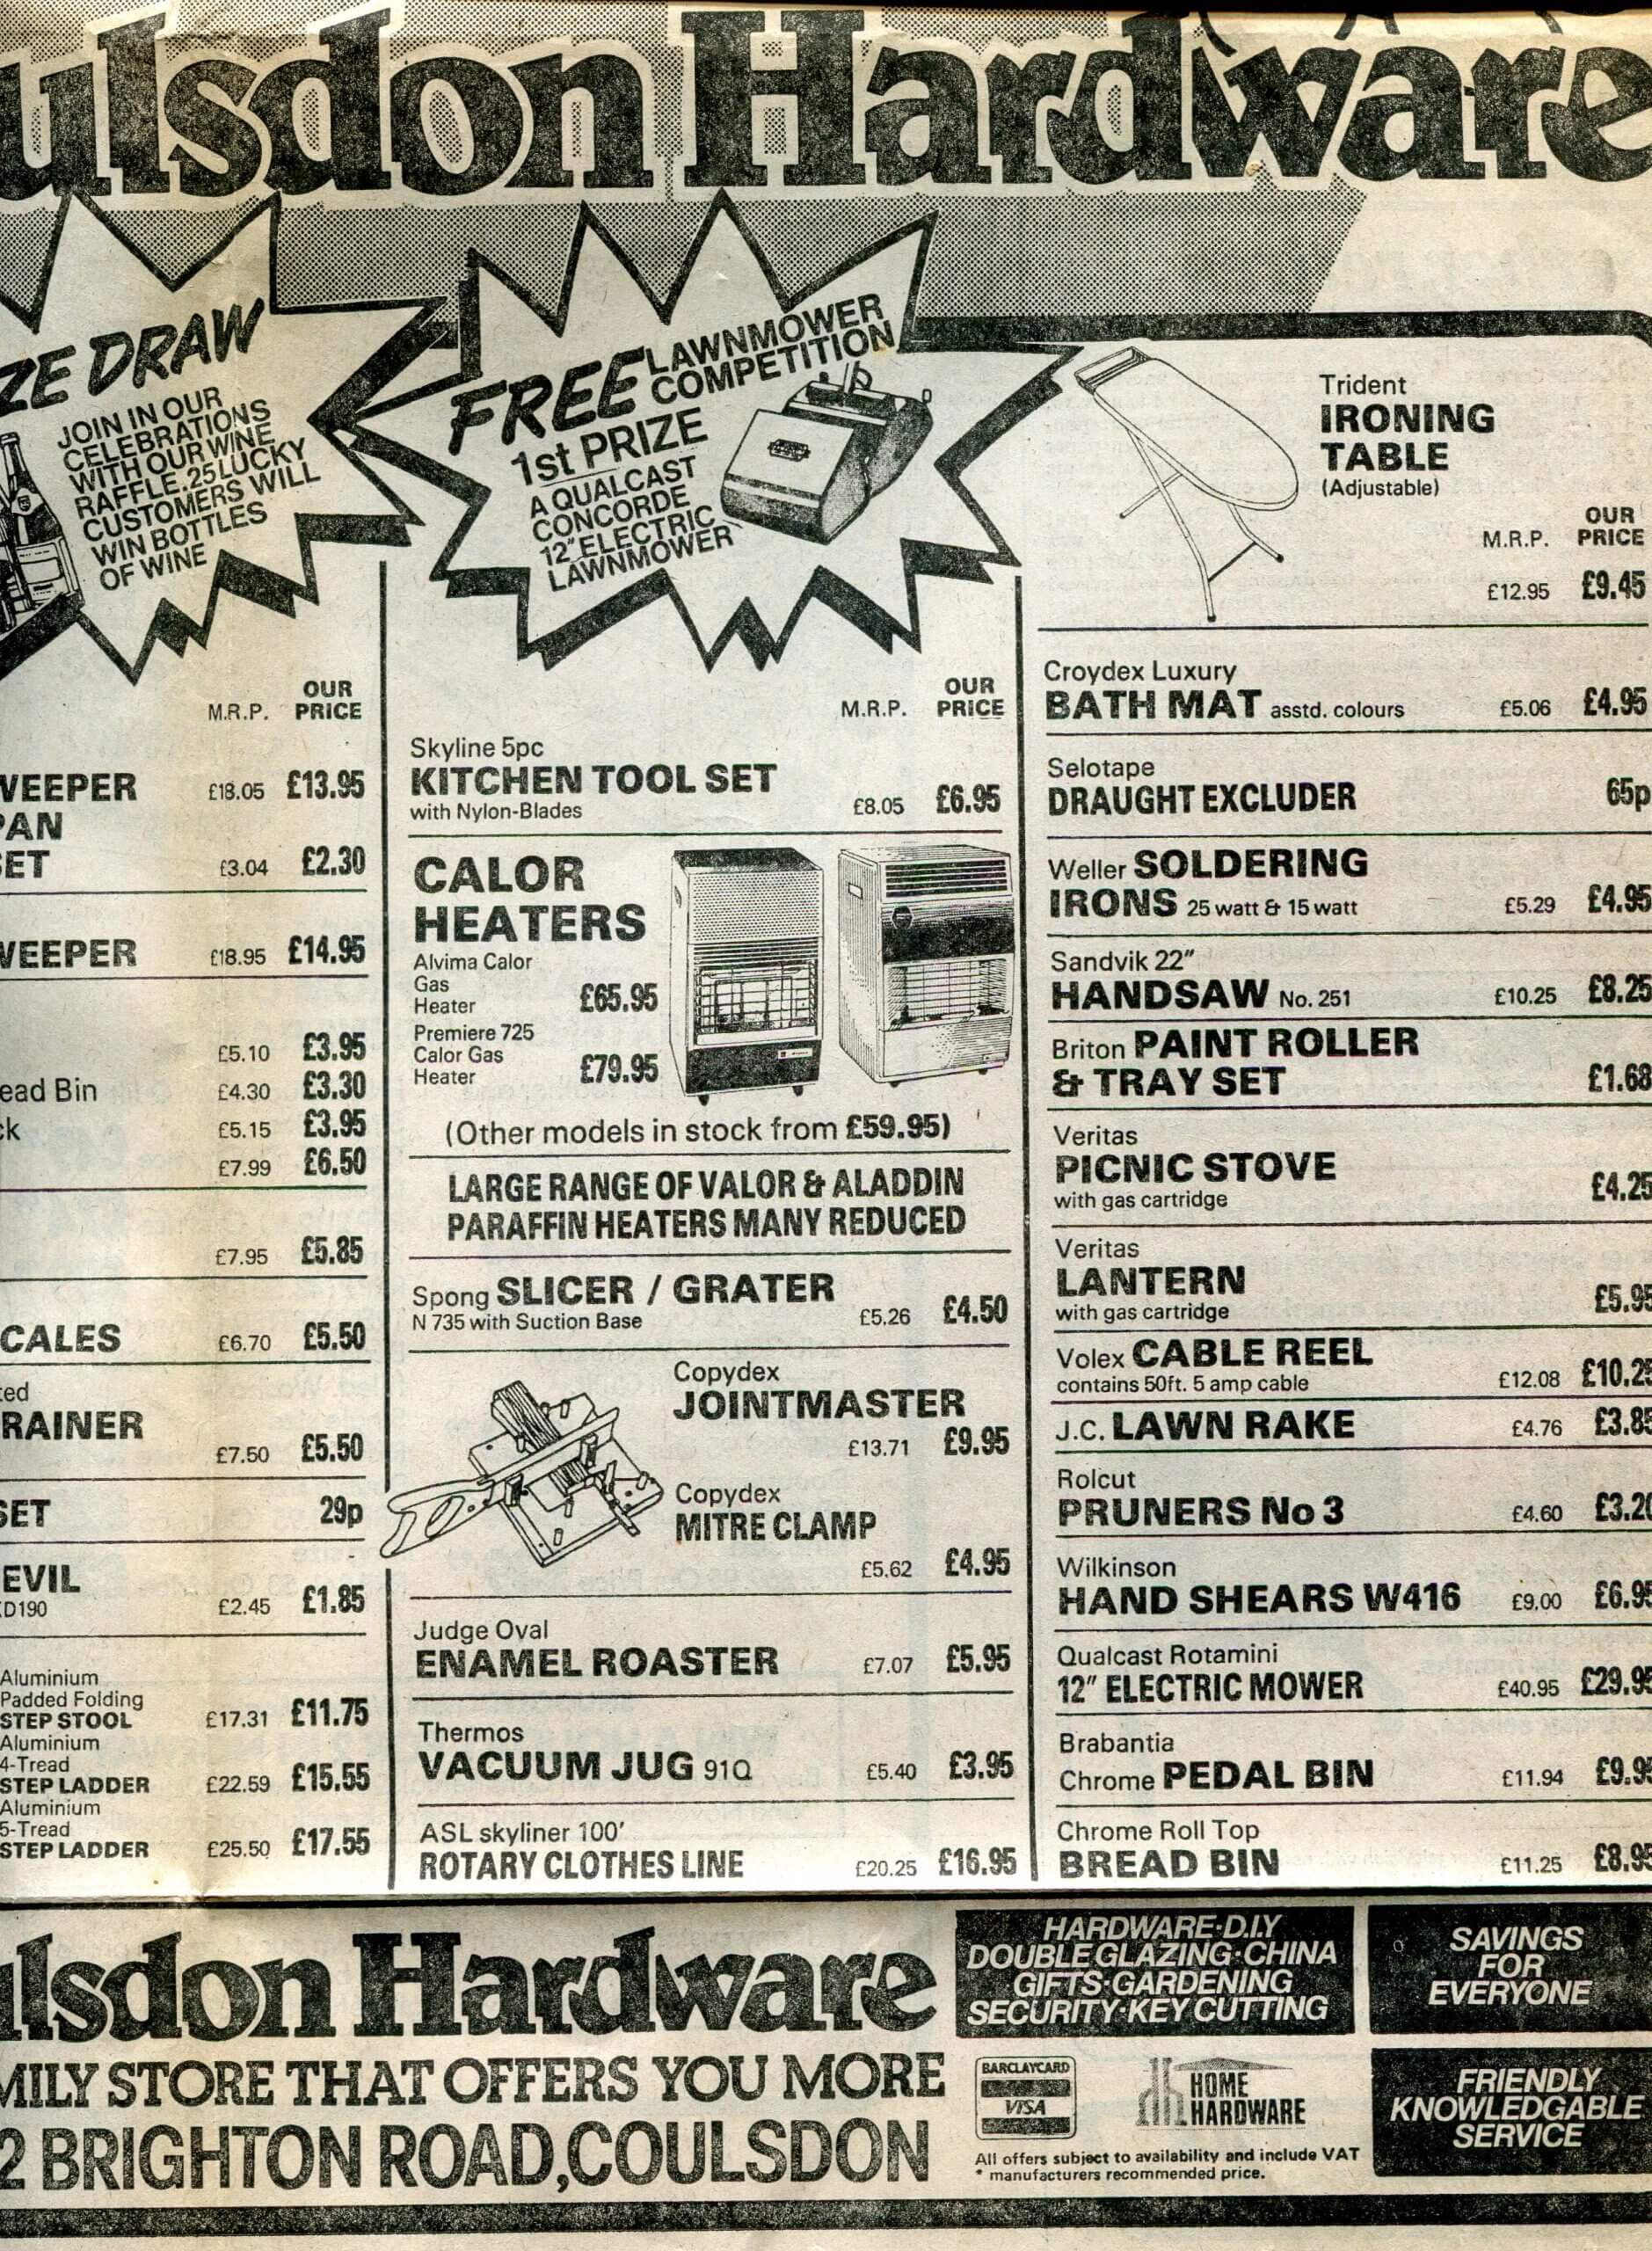 ulsdon Hardware
ZE DRAW
JOIN IN OUR
CELEBRATIONS
WITH OUR WINE
RAFFLE. 25 LUCKY
CUSTOMERS WILL
WIN BOTTLES
OF WINE
FREE LAWNMOWER
COMPETITION
1st PRIZE
A QUALCAST
CONCORDE
12" ELECTRIC
LAWNMOWER
M.R.P. OUR PRICE
WEEPER £18.05 £13.95
PAN
SET £3.04 £2.30
WEEPER £18.95 £14.95
£5.10 £3.95
ead Bin £4.30 £3.30
ck £5.15 £3.95
£7.99 £6.50
£7.95 £5.85
CALES £6.70 £5.50
ted
RAINER
£7.50 £5.50
SET 29p
EVIL
D190 £2.45 £1.85
Aluminium
Padded Folding
STEP STOOL £17.31 £11.75
Aluminium
4-Tread
STEP LADDER £22.59 £15.55
Aluminium
5-Tread
STEP LADDER £25.50 £17.55
M.R.P. OUR PRICE
Skyline 5pc
KITCHEN TOOL SET
with Nylon-Blades £8.05 £6.95
CALOR
HEATERS
Alvima Calor
Gas
Heater £65.95
Premiere 725
Calor Gas
Heater £79.95
(Other models in stock from £59.95)
LARGE RANGE OF VALOR & ALADDIN
PARAFFIN HEATERS MANY REDUCED
Spong SLICER / GRATER
N 735 with Suction Base £5.26 £4.50
Copydex
JOINTMASTER
£13.71 £9.95
Copydex
MITRE CLAMP
£5.62 £4.95
Judge Oval
ENAMEL ROASTER £7.07 £5.95
Thermos
VACUUM JUG 91Q £5.40 £3.95
ASL skyliner 100'
ROTARY CLOTHES LINE £20.25 £16.95
Trident
IRONING
TABLE
(Adjustable)
M.R.P. OUR PRICE
£12.95 £9.45
Croydex Luxury
BATH MAT asstd. colours £5.06 £4.95
Selotape
DRAUGHT EXCLUDER 65p
Weller SOLDERING
IRONS 25 watt & 15 watt £5.29 £4.95
Sandvik 22"
HANDSAW No. 251 £10.25 £8.25
Briton PAINT ROLLER
& TRAY SET £1.68
Veritas
PICNIC STOVE
with gas cartridge £4.25
Veritas
LANTERN
with gas cartridge £5.95
Volex CABLE REEL
contains 50ft. 5 amp cable £12.08 £10.25
J.C. LAWN RAKE £4.76 £3.85
Rolcut
PRUNERS No 3 £4.60 £3.20
Wilkinson
HAND SHEARS W416 £9.00 £6.95
Qualcast Rotamini
12" ELECTRIC MOWER £40.95 £29.95
Brabantia
Chrome PEDAL BIN £11.94 £9.95
Chrome Roll Top
BREAD BIN £11.25 £8.95
ulsdon Hardware
MILY STORE THAT OFFERS YOU MORE
2 BRIGHTON ROAD, COULSDON
HARDWARE·D.I.Y
DOUBLE GLAZING·CHINA
GIFTS·GARDENING
SECURITY·KEY CUTTING
SAVINGS
FOR
EVERYONE
BARCLAYCARD
VISA
HOME
HARDWARE
All offers subject to availability and include VAT
* manufacturers recommended price.
FRIENDLY
KNOWLEDGABLE
SERVICE